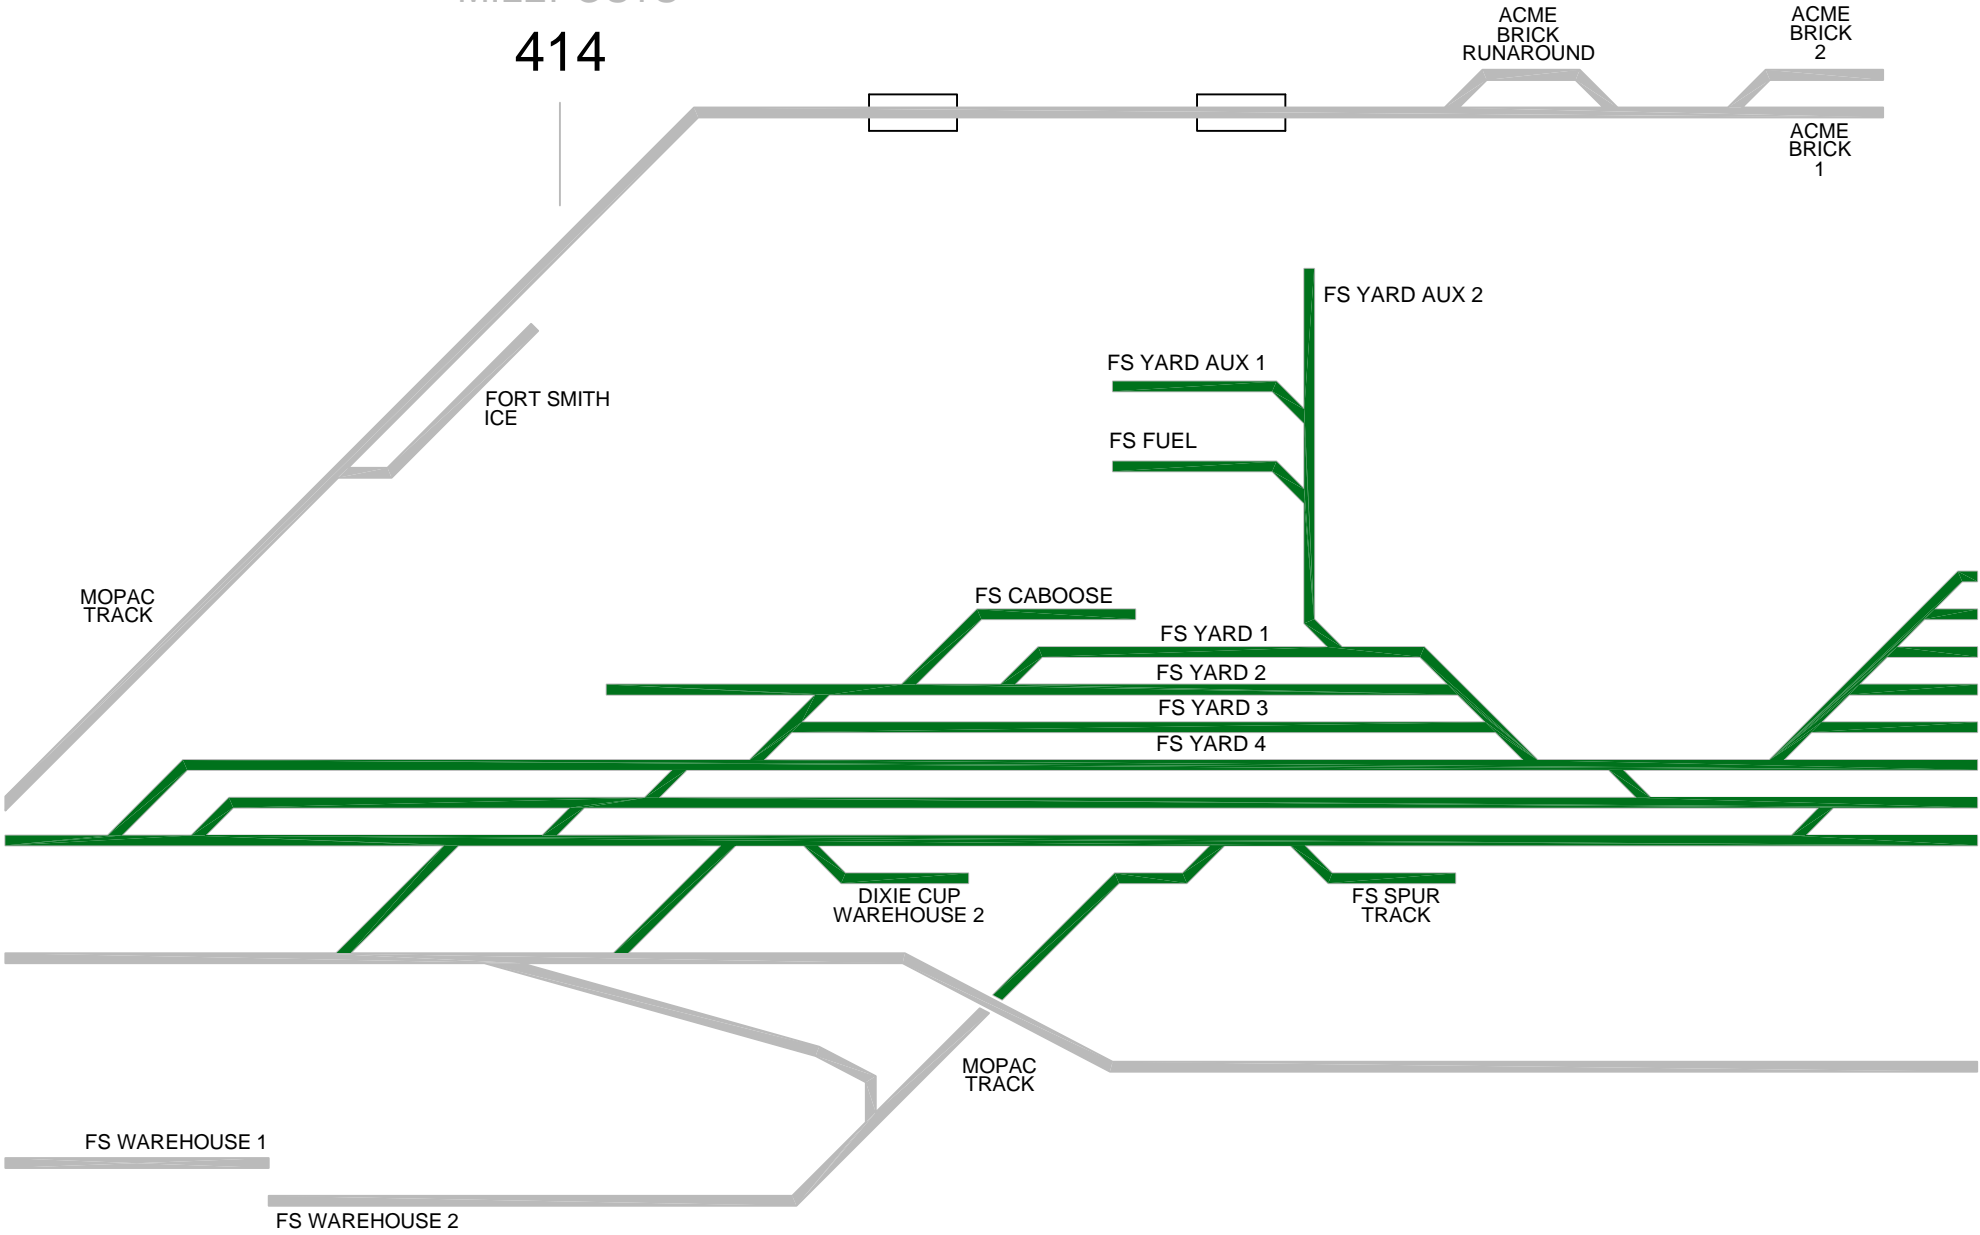 414
ACME
BRICK
RUNAROUND
ACME
BRICK
2
ACME
BRICK
1
FS YARD AUX 2
FS YARD AUX 1
FORT SMITH
ICE
FS FUEL
MOPAC
TRACK
FS CABOOSE
FS YARD 1
FS YARD 2
FS YARD 3
FS YARD 4
DIXIE CUP
WAREHOUSE 2
FS SPUR
TRACK
MOPAC
TRACK
FS WAREHOUSE 1
FS WAREHOUSE 2